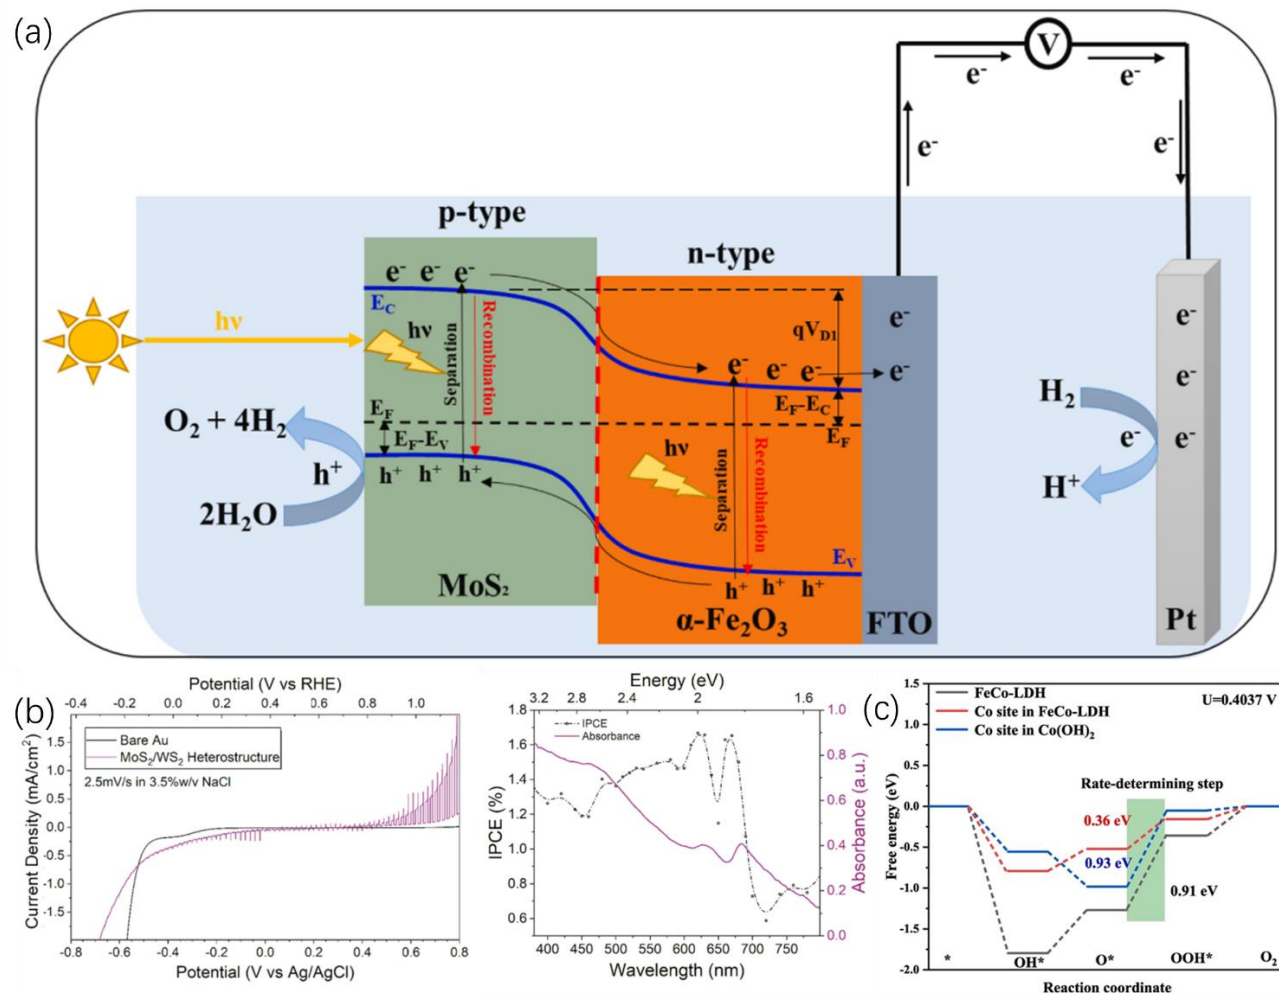 (a)
V
e⁻ e⁻
e⁻ e⁻
p-type
n-type
e⁻ e⁻ e⁻
E_C
hν
hν
Separation
Recombination
qV_D1
e⁻ e⁻ e⁻
e⁻
e⁻
E_F-E_C
E_F
E_F
E_F-E_V
hν
Separation
Recombination
h⁺ h⁺ h⁺
O₂ + 4H₂
h⁺
2H₂O
E_V
h⁺ h⁺ h⁺
MoS₂
α-Fe₂O₃
FTO
H₂
e⁻
H⁺
e⁻
e⁻
e⁻
Pt
(b)
Potential (V vs RHE)
-0.4 -0.2 0.0 0.2 0.4 0.6 0.8 1.0
Bare Au
MoS₂/WS₂ Heterostructure
2.5mV/s in 3.5%w/v NaCl
Current Density (mA/cm²)
1.5
1.0
0.5
0.0
-0.5
-1.0
-1.5
-0.8 -0.6 -0.4 -0.2 0.0 0.2 0.4 0.6 0.8
Potential (V vs Ag/AgCl)
Energy (eV)
3.2 2.8 2.4 2 1.6
IPCE
Absorbance
IPCE (%)
1.8
1.6
1.4
1.2
1.0
0.8
0.6
Absorbance (a.u.)
1.0
0.8
0.6
0.4
0.2
0.0
400 450 500 550 600 650 700 750
Wavelength (nm)
(c)
FeCo-LDH
Co site in FeCo-LDH
Co site in Co(OH)₂
U=0.4037 V
Free energy (eV)
1.5
1.0
0.5
0.0
-0.5
-1.0
-1.5
-2.0
Rate-determining step
0.36 eV
0.93 eV
0.91 eV
* OH* O* OOH* O₂
Reaction coordinate